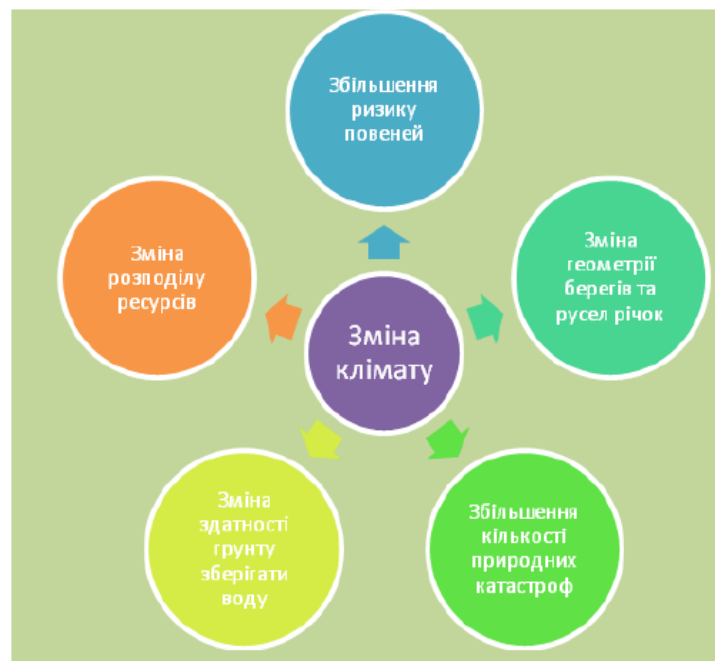 Збільшення
ризику
повеней
Зміна
геометрії
берегів та
русел річок
Збільшення
кількості
природних
катастроф
Зміна
здатності
грунту
зберігати
воду
Зміна
розподілу
ресурсів
Зміна
клімату